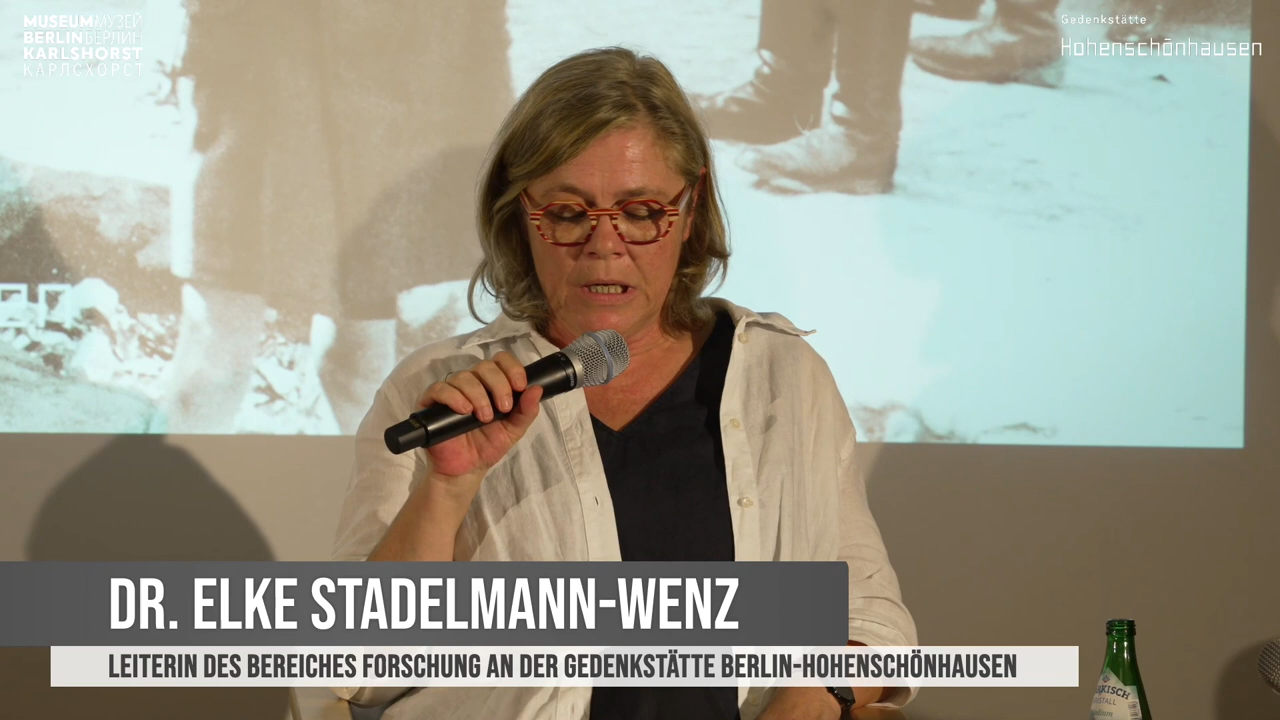 MUSEUM МУЗЕЙ
BERLIN БЕРЛИН
KARLSHORST
КАРЛСХОРСТ
Gedenkstätte
Hohenschönhausen
DR. ELKE STADELMANN-WENZ
LEITERIN DES BEREICHES FORSCHUNG AN DER GEDENKSTÄTTE BERLIN-HOHENSCHÖNHAUSEN